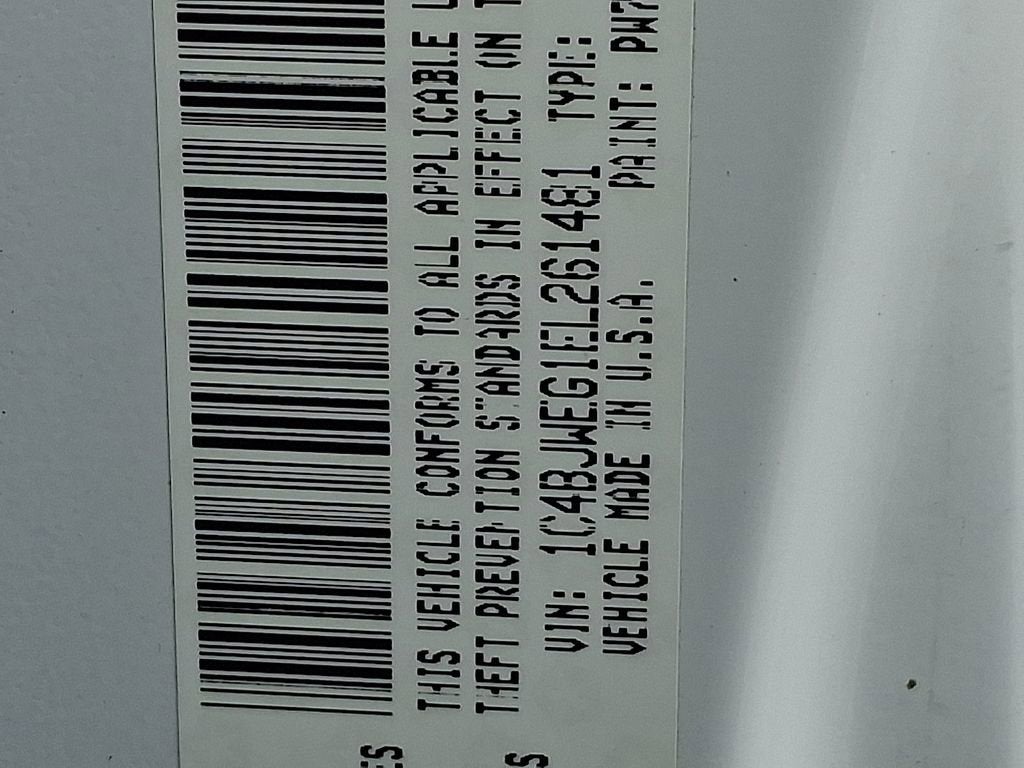 THIS VEHICLE CONFORMS TO ALL APPLICABLE
THEFT PREVENTION STANDARDS IN EFFECT ON
VIN: 1C4BJWEG1EL261481 TYPE:
VEHICLE MADE IN U.S.A. PAINT: PW7